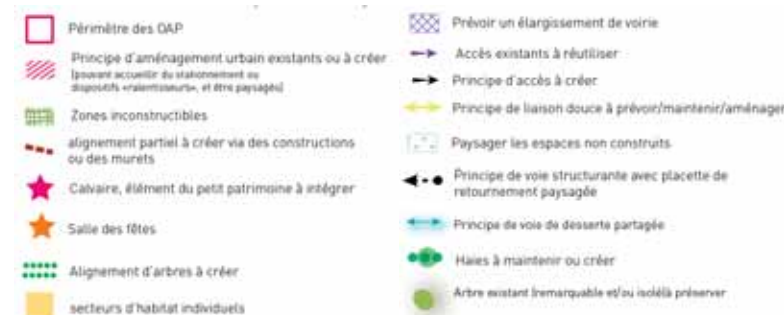 Périmètre des OAP
Principe d'aménagement urbain existants ou à créer
(pouvant accueillir du stationnement ou
dispositifs «ralentisseurs», et être paysagés)
Zones inconstructibles
alignement partiel à créer via des constructions
ou des murets
Calvaire, élément du petit patrimoine à intégrer
Salle des fêtes
Alignement d'arbres à créer
secteurs d'habitat individuels
Prévoir un élargissement de voirie
Accès existants à réutiliser
Principe d'accès à créer
Principe de liaison douce à prévoir/maintenir/aménager
Paysager les espaces non construits
Principe de voie structurante avec placette de
retournement paysagée
Principe de voie de desserte partagée
Haies à maintenir ou créer
Arbre existant (remarquable et/ou isolé)à préserver